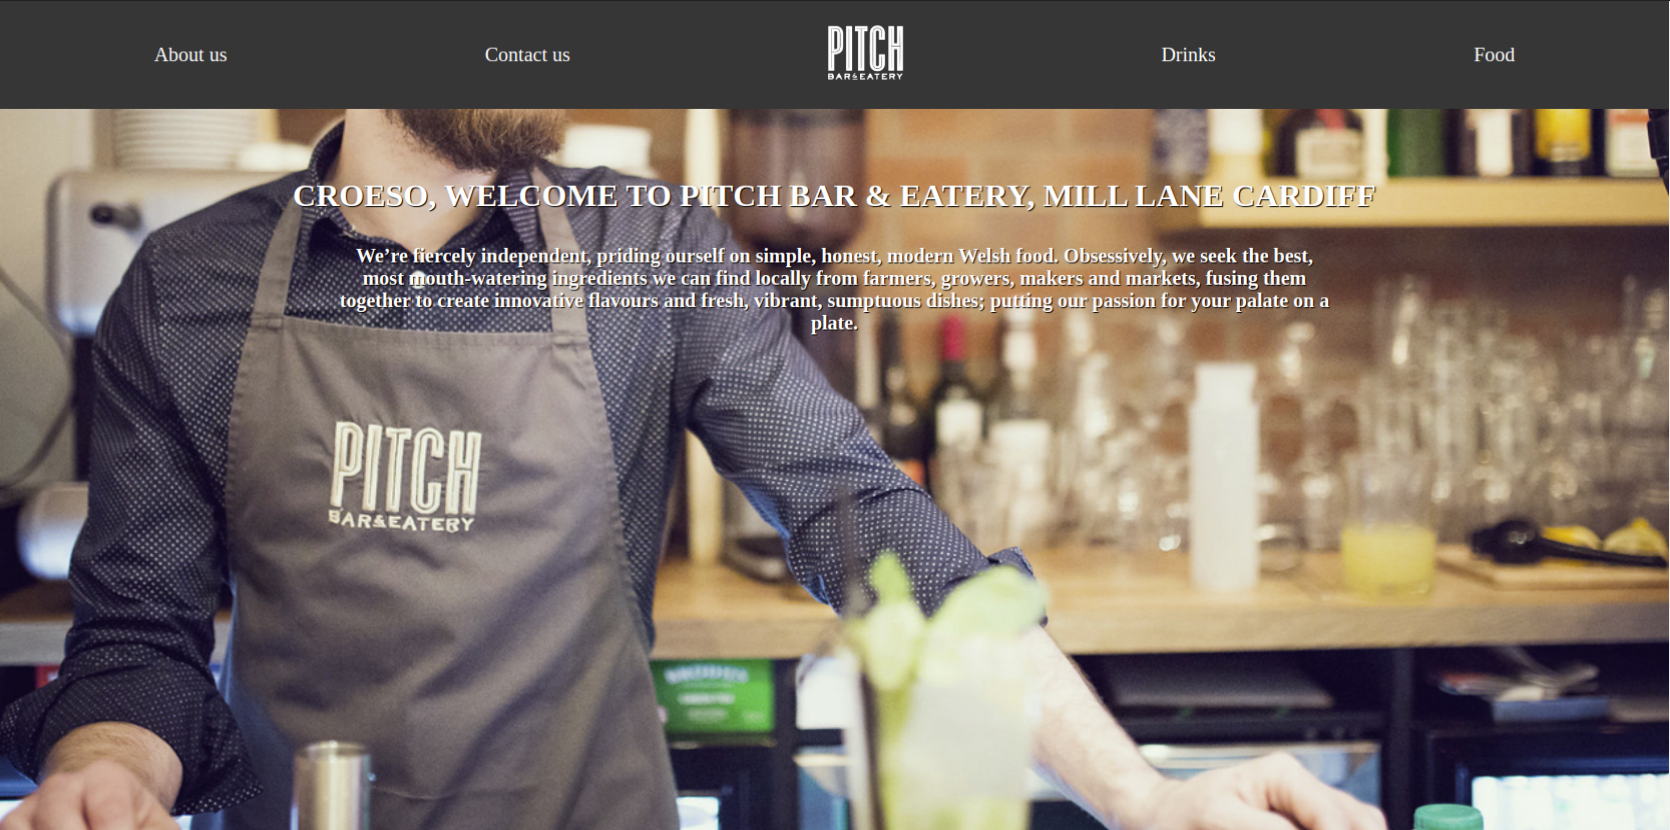 About us
Contact us
PITCH
BAR&EATERY
Drinks
Food
CROESO, WELCOME TO PITCH BAR & EATERY, MILL LANE CARDIFF
We’re fiercely independent, priding ourself on simple, honest, modern Welsh food. Obsessively, we seek the best,
most mouth-watering ingredients we can find locally from farmers, growers, makers and markets, fusing them
together to create innovative flavours and fresh, vibrant, sumptuous dishes; putting our passion for your palate on a
plate.
PITCH
BAR&EATERY